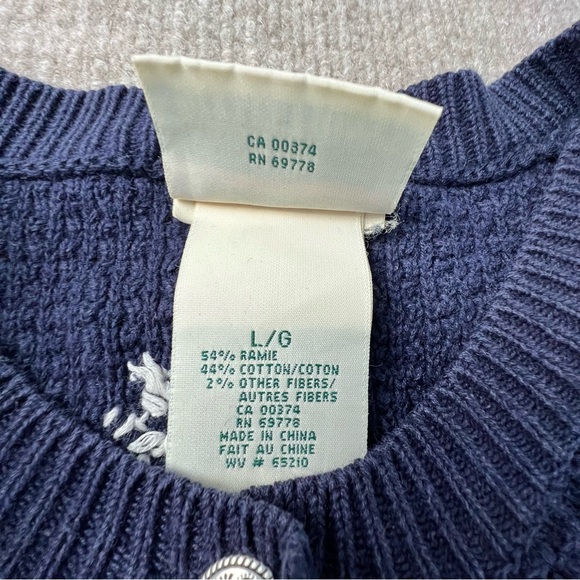 CA 00374
RN 69778
L/G
54% RAMIE
44% COTTON/COTON
2% OTHER FIBERS/
AUTRES FIBERS
CA 00374
RN 69778
MADE IN CHINA
FAIT AU CHINE
WV # 65210